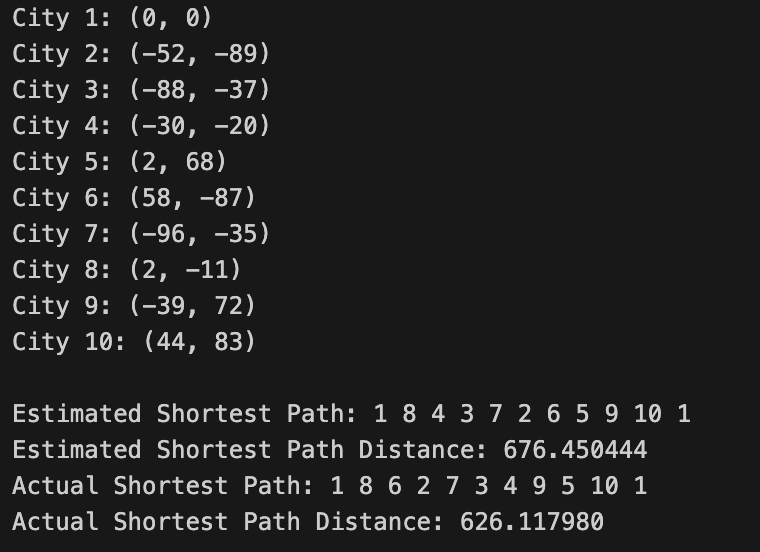 City 1: (0, 0)
City 2: (-52, -89)
City 3: (-88, -37)
City 4: (-30, -20)
City 5: (2, 68)
City 6: (58, -87)
City 7: (-96, -35)
City 8: (2, -11)
City 9: (-39, 72)
City 10: (44, 83)
Estimated Shortest Path: 1 8 4 3 7 2 6 5 9 10 1
Estimated Shortest Path Distance: 676.450444
Actual Shortest Path: 1 8 6 2 7 3 4 9 5 10 1
Actual Shortest Path Distance: 626.117980